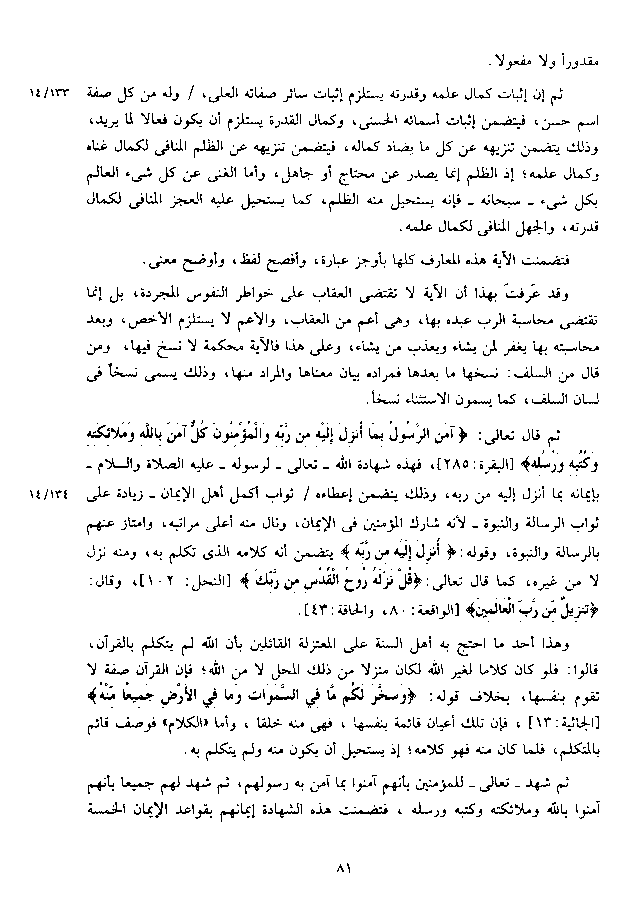 مقدوراً ولا مفعولا.
ثم إن إثبات كمال علمه وقدرته يستلزم إثبات سائر صفاته العلى، / وله من كل صفة ١٤/١٣٣
اسم حسن، فيتضمن إثبات أسمائه الحسنى، وكمال القدرة يستلزم أن يكون فعالا لما يريد،
وذلك يتضمن تنزيهه عن كل ما يضاد كماله، فيتضمن تنزيهه عن الظلم المنافى لكمال غناه
وكمال علمه؛ إذ الظلم إنما يصدر عن محتاج أو جاهل، وأما الغنى عن كل شىء العالم
بكل شىء ـ سبحانه ـ فإنه يستحيل منه الظلم، كما يستحيل عليه العجز المنافى لكمال
قدرته، والجهل المنافى لكمال علمه.
فتضمنت الآية هذه المعارف كلها بأوجز عبارة، وأفصح لفظ، وأوضح معنى.
وقد عَرفتَ بهذا أن الآية لا تقتضى العقاب على خواطر النفوس المجردة، بل إنما
تقتضى محاسبة الرب عبده بها، وهى أعم من العقاب، والأعم لا يستلزم الأخص، وبعد
محاسبته بها يغفر لمن يشاء ويعذب من يشاء، وعلى هذا فالآية محكمة لا نسخ فيها، ومن
قال من السلف: نسخها ما بعدها فمراده بيان معناها والمراد منها، وذلك يسمى نسخاً فى
لسان السلف، كما يسمون الاستثناء نسخاً.
ثم قال تعالى: ﴿ آمَنَ الرَّسُولُ بِمَا أُنزِلَ إِلَيْهِ مِن رَّبِّهِ وَالْمُؤْمِنُونَ كُلٌّ آمَنَ بِاللَّهِ وَمَلائِكَتِهِ
وَكُتُبِهِ وَرُسُلِهِ﴾ [البقرة: ٢٨٥]، فهذه شهادة الله ـ تعالى ـ لرسوله ـ عليه الصلاة والسلام ـ
بإيمانه بما أنزل إليه من ربه، وذلك يتضمن إعطاءه / ثواب أكمل أهل الإيمان ـ زيادة على ١٤/١٣٤
ثواب الرسالة والنبوة ـ لأنه شارك المؤمنين فى الإيمان، ونال منه أعلى مراتبه، وامتاز عنهم
بالرسالة والنبوة، وقوله: ﴿ أُنزِلَ إِلَيْهِ مِن رَّبِّهِ ﴾ يتضمن أنه كلامه الذى تكلم به، ومنه نزل
لا من غيره، كما قال تعالى: ﴿قُلْ نَزَّلَهُ رُوحُ الْقُدُسِ مِن رَّبِّكَ ﴾ [النحل: ١٠٢]، وقال:
﴿تَنزِيلٌ مِّن رَّبِّ الْعَالَمِينَ﴾ [الواقعة: ٨٠، والحاقة: ٤٣].
وهذا أحد ما احتج به أهل السنة على المعتزلة القائلين بأن الله لم يتكلم بالقرآن،
قالوا: فلو كان كلاما لغير الله لكان منزلا من ذلك المحل لا من الله؛ فإن القرآن صفة لا
تقوم بنفسها، بخلاف قوله: ﴿وَسَخَّرَ لَكُم مَّا فِي السَّمَوَاتِ وَمَا فِي الأَرْضِ جَمِيعًا مِّنْهُ﴾
[الجاثية: ١٣] ، فإن تلك أعيان قائمة بنفسها ، فهى منه خلقا ، وأما «الكلام» فوصف قائم
بالمتكلم، فلما كان منه فهو كلامه؛ إذ يستحيل أن يكون منه ولم يتكلم به.
ثم شهد ـ تعالى ـ للمؤمنين بأنهم آمنوا بما آمن به رسولهم، ثم شهد لهم جميعا بأنهم
آمنوا بالله وملائكته وكتبه ورسله ، فتضمنت هذه الشهادة إيمانهم بقواعد الإيمان الخمسة
٨١